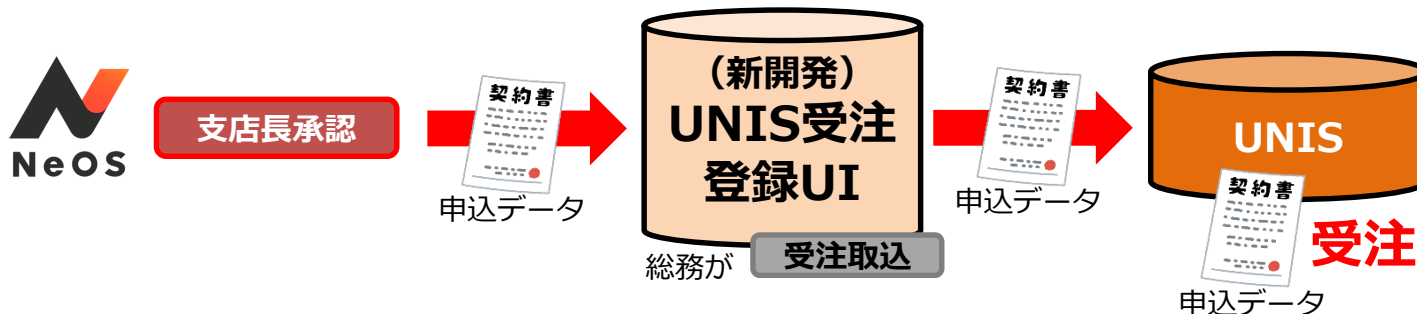 NeOS
支店長承認
契約書
申込データ
（新開発）
UNIS受注
登録UI
総務が
受注取込
契約書
申込データ
UNIS
契約書
受注
申込データ